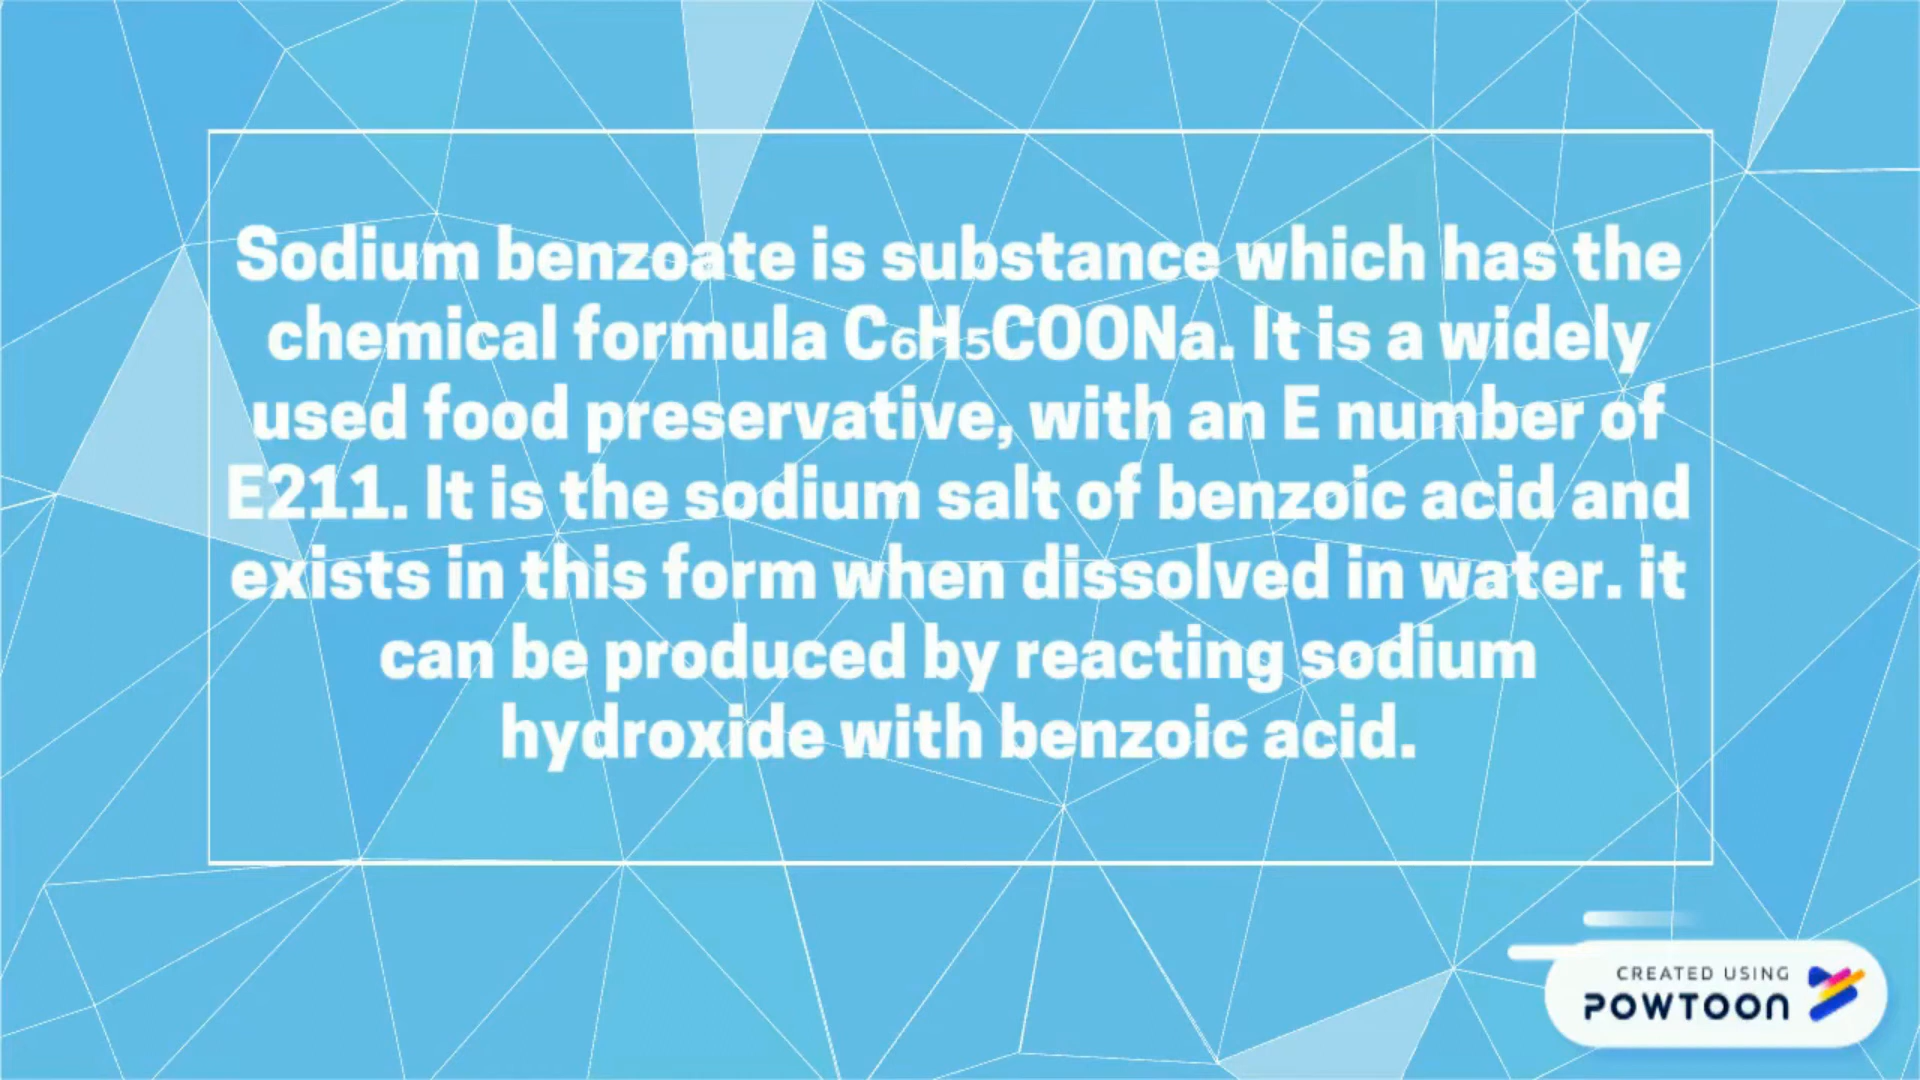 Sodium benzoate is substance which has the
chemical formula C₆H₅COONa. It is a widely
used food preservative, with an E number of
E211. It is the sodium salt of benzoic acid and
exists in this form when dissolved in water. it
can be produced by reacting sodium
hydroxide with benzoic acid.
CREATED USING
POWTOON